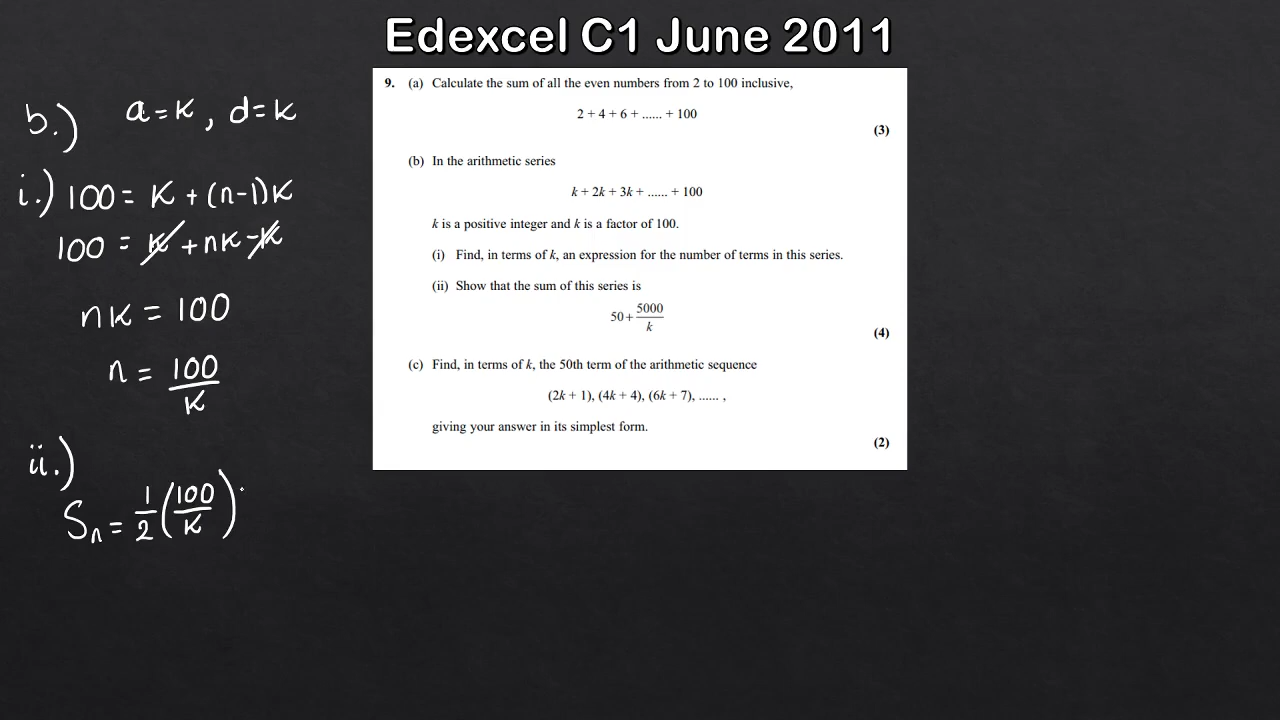 Edexcel C1 June 2011
b.) a = k , d = k
i.) 100 = k + (n-1)k
100 = k + nk - k
nk = 100
n = 100/k
ii.)
Sn = 1/2 (100/k)
9. (a) Calculate the sum of all the even numbers from 2 to 100 inclusive,
2 + 4 + 6 + ...... + 100
(3)
(b) In the arithmetic series
k + 2k + 3k + ...... + 100
k is a positive integer and k is a factor of 100.
(i) Find, in terms of k, an expression for the number of terms in this series.
(ii) Show that the sum of this series is
50 + 5000/k
(4)
(c) Find, in terms of k, the 50th term of the arithmetic sequence
(2k + 1), (4k + 4), (6k + 7), ...... ,
giving your answer in its simplest form.
(2)